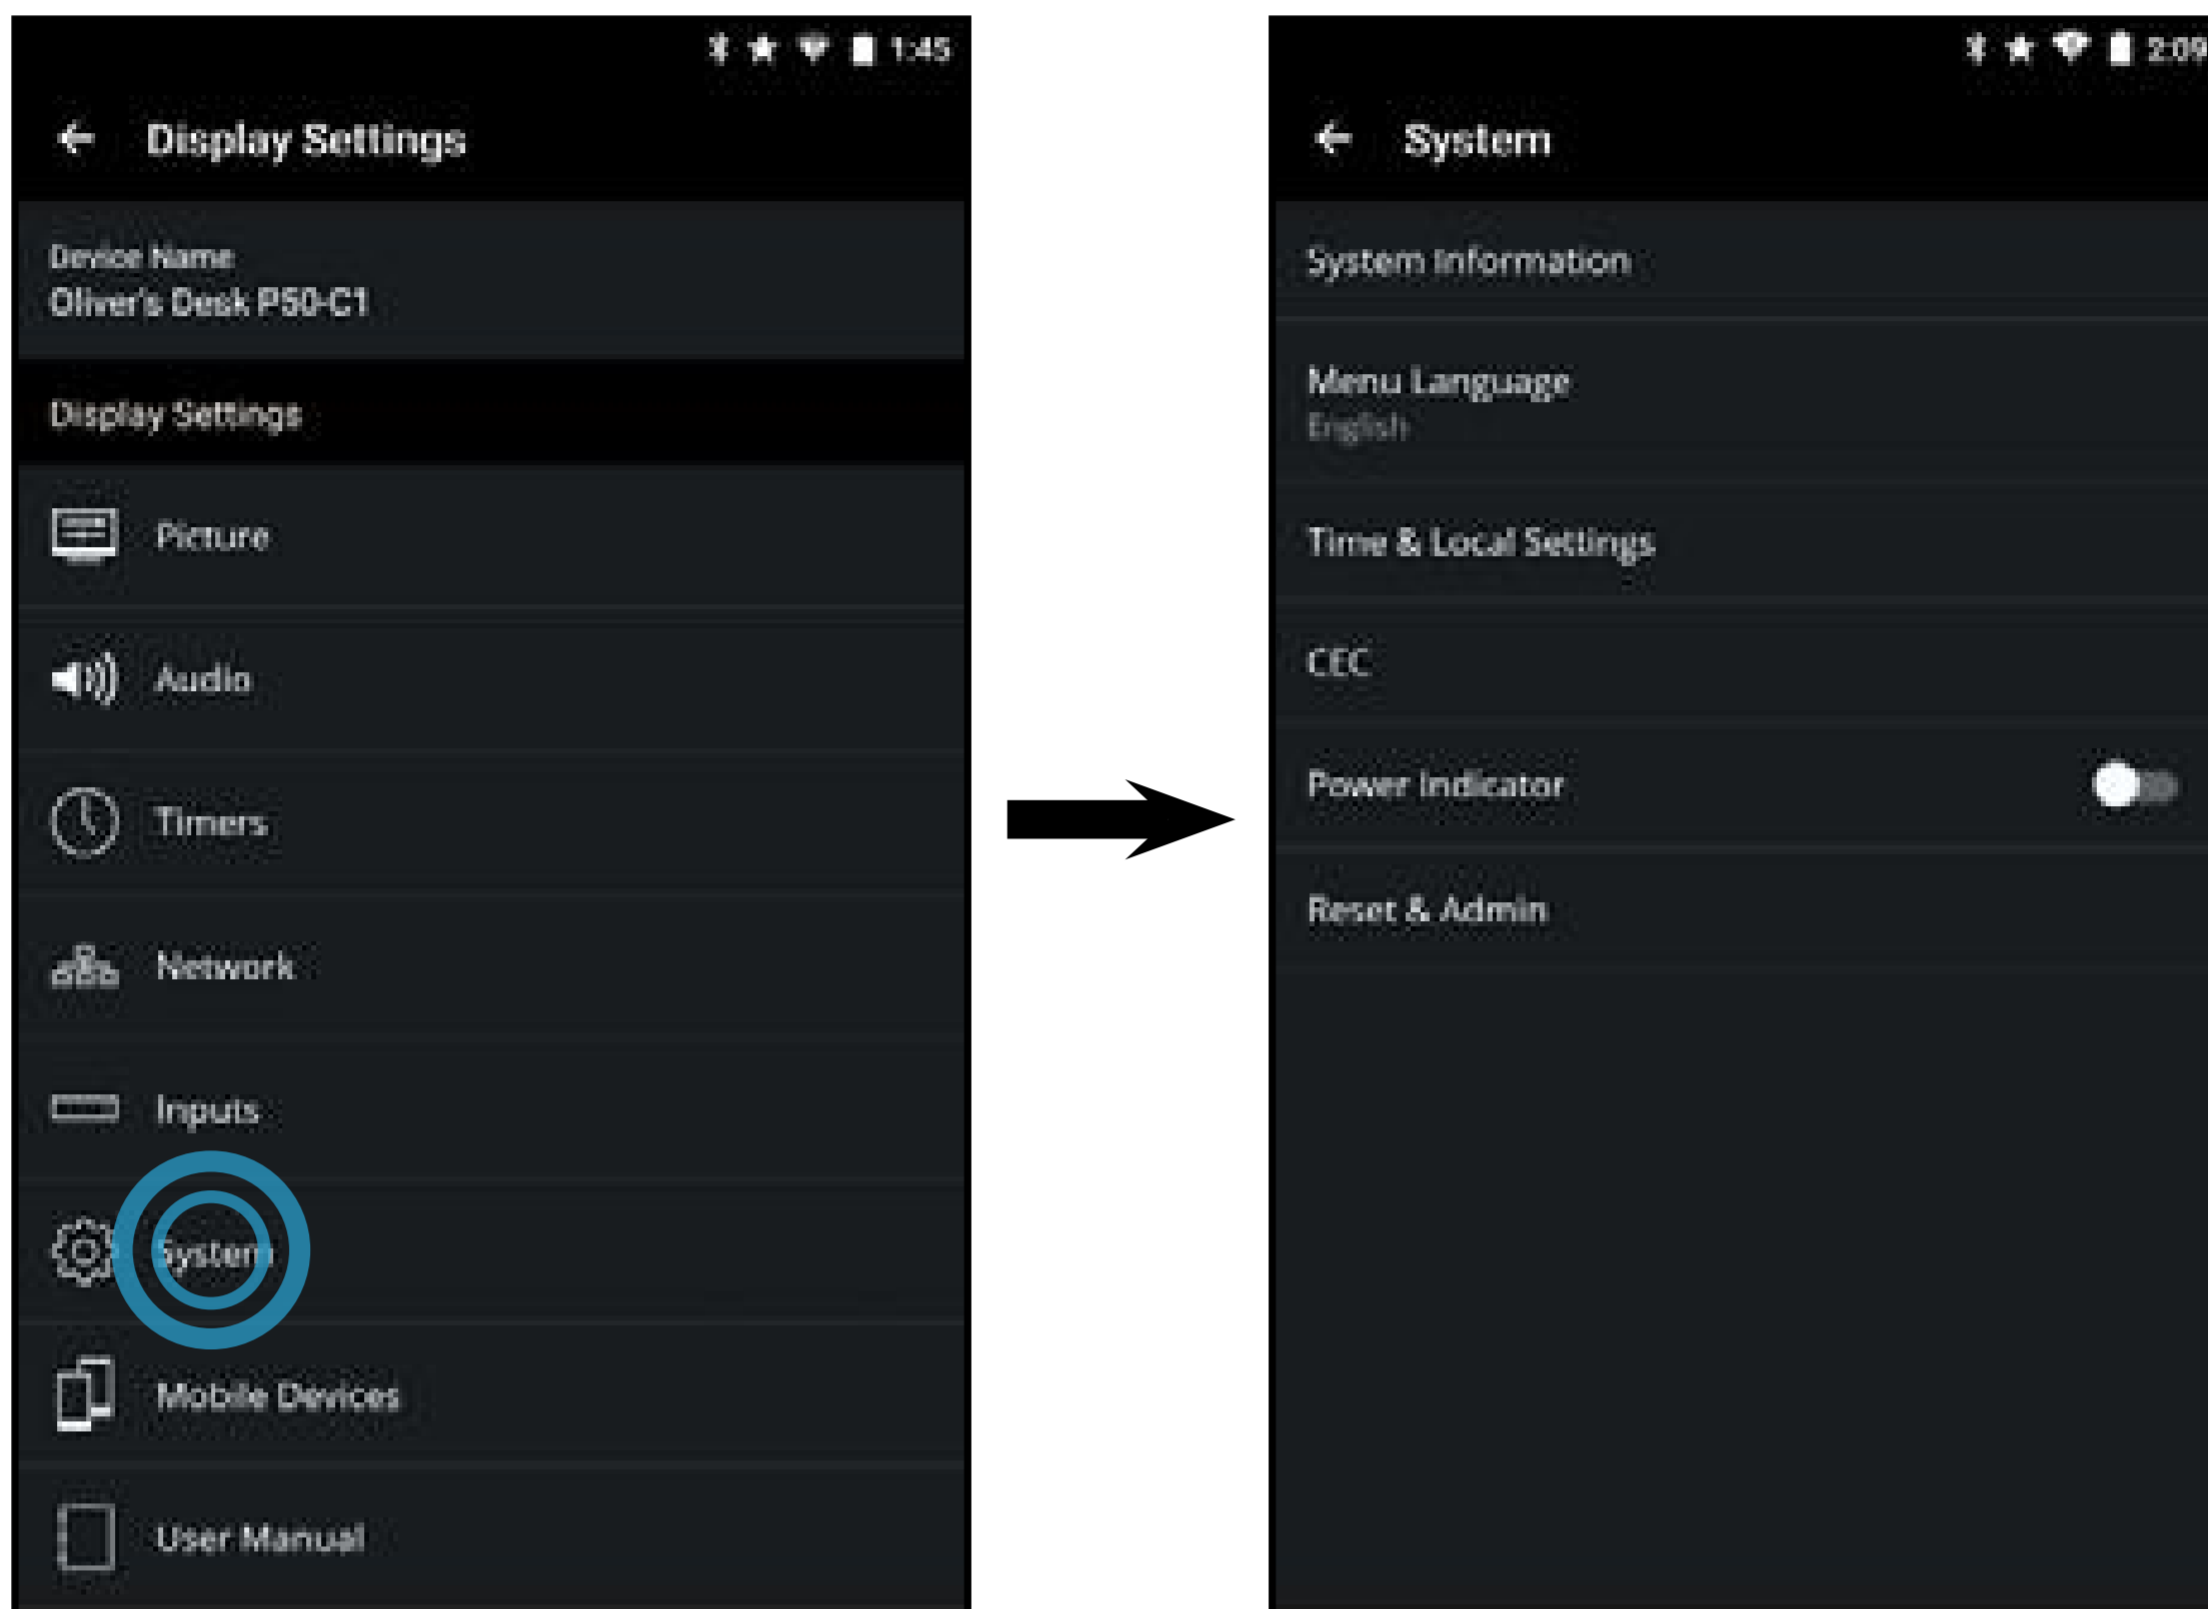 1:45
Display Settings
Device Name
Oliver's Desk P50-C1
Display Settings
Picture
Audio
Timers
Network
Inputs
System
Mobile Devices
User Manual
2:09
System
System Information
Menu Language
English
Time & Local Settings
CEC
Power Indicator
Reset & Admin